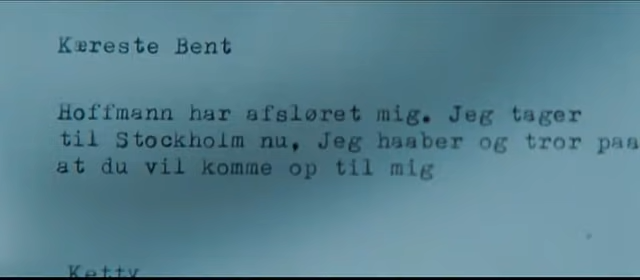 Kæreste Bent
Hoffmann har afsløret mig. Jeg tager
til Stockholm nu, Jeg haaber og tror paa
at du vil komme op til mig
Ketty